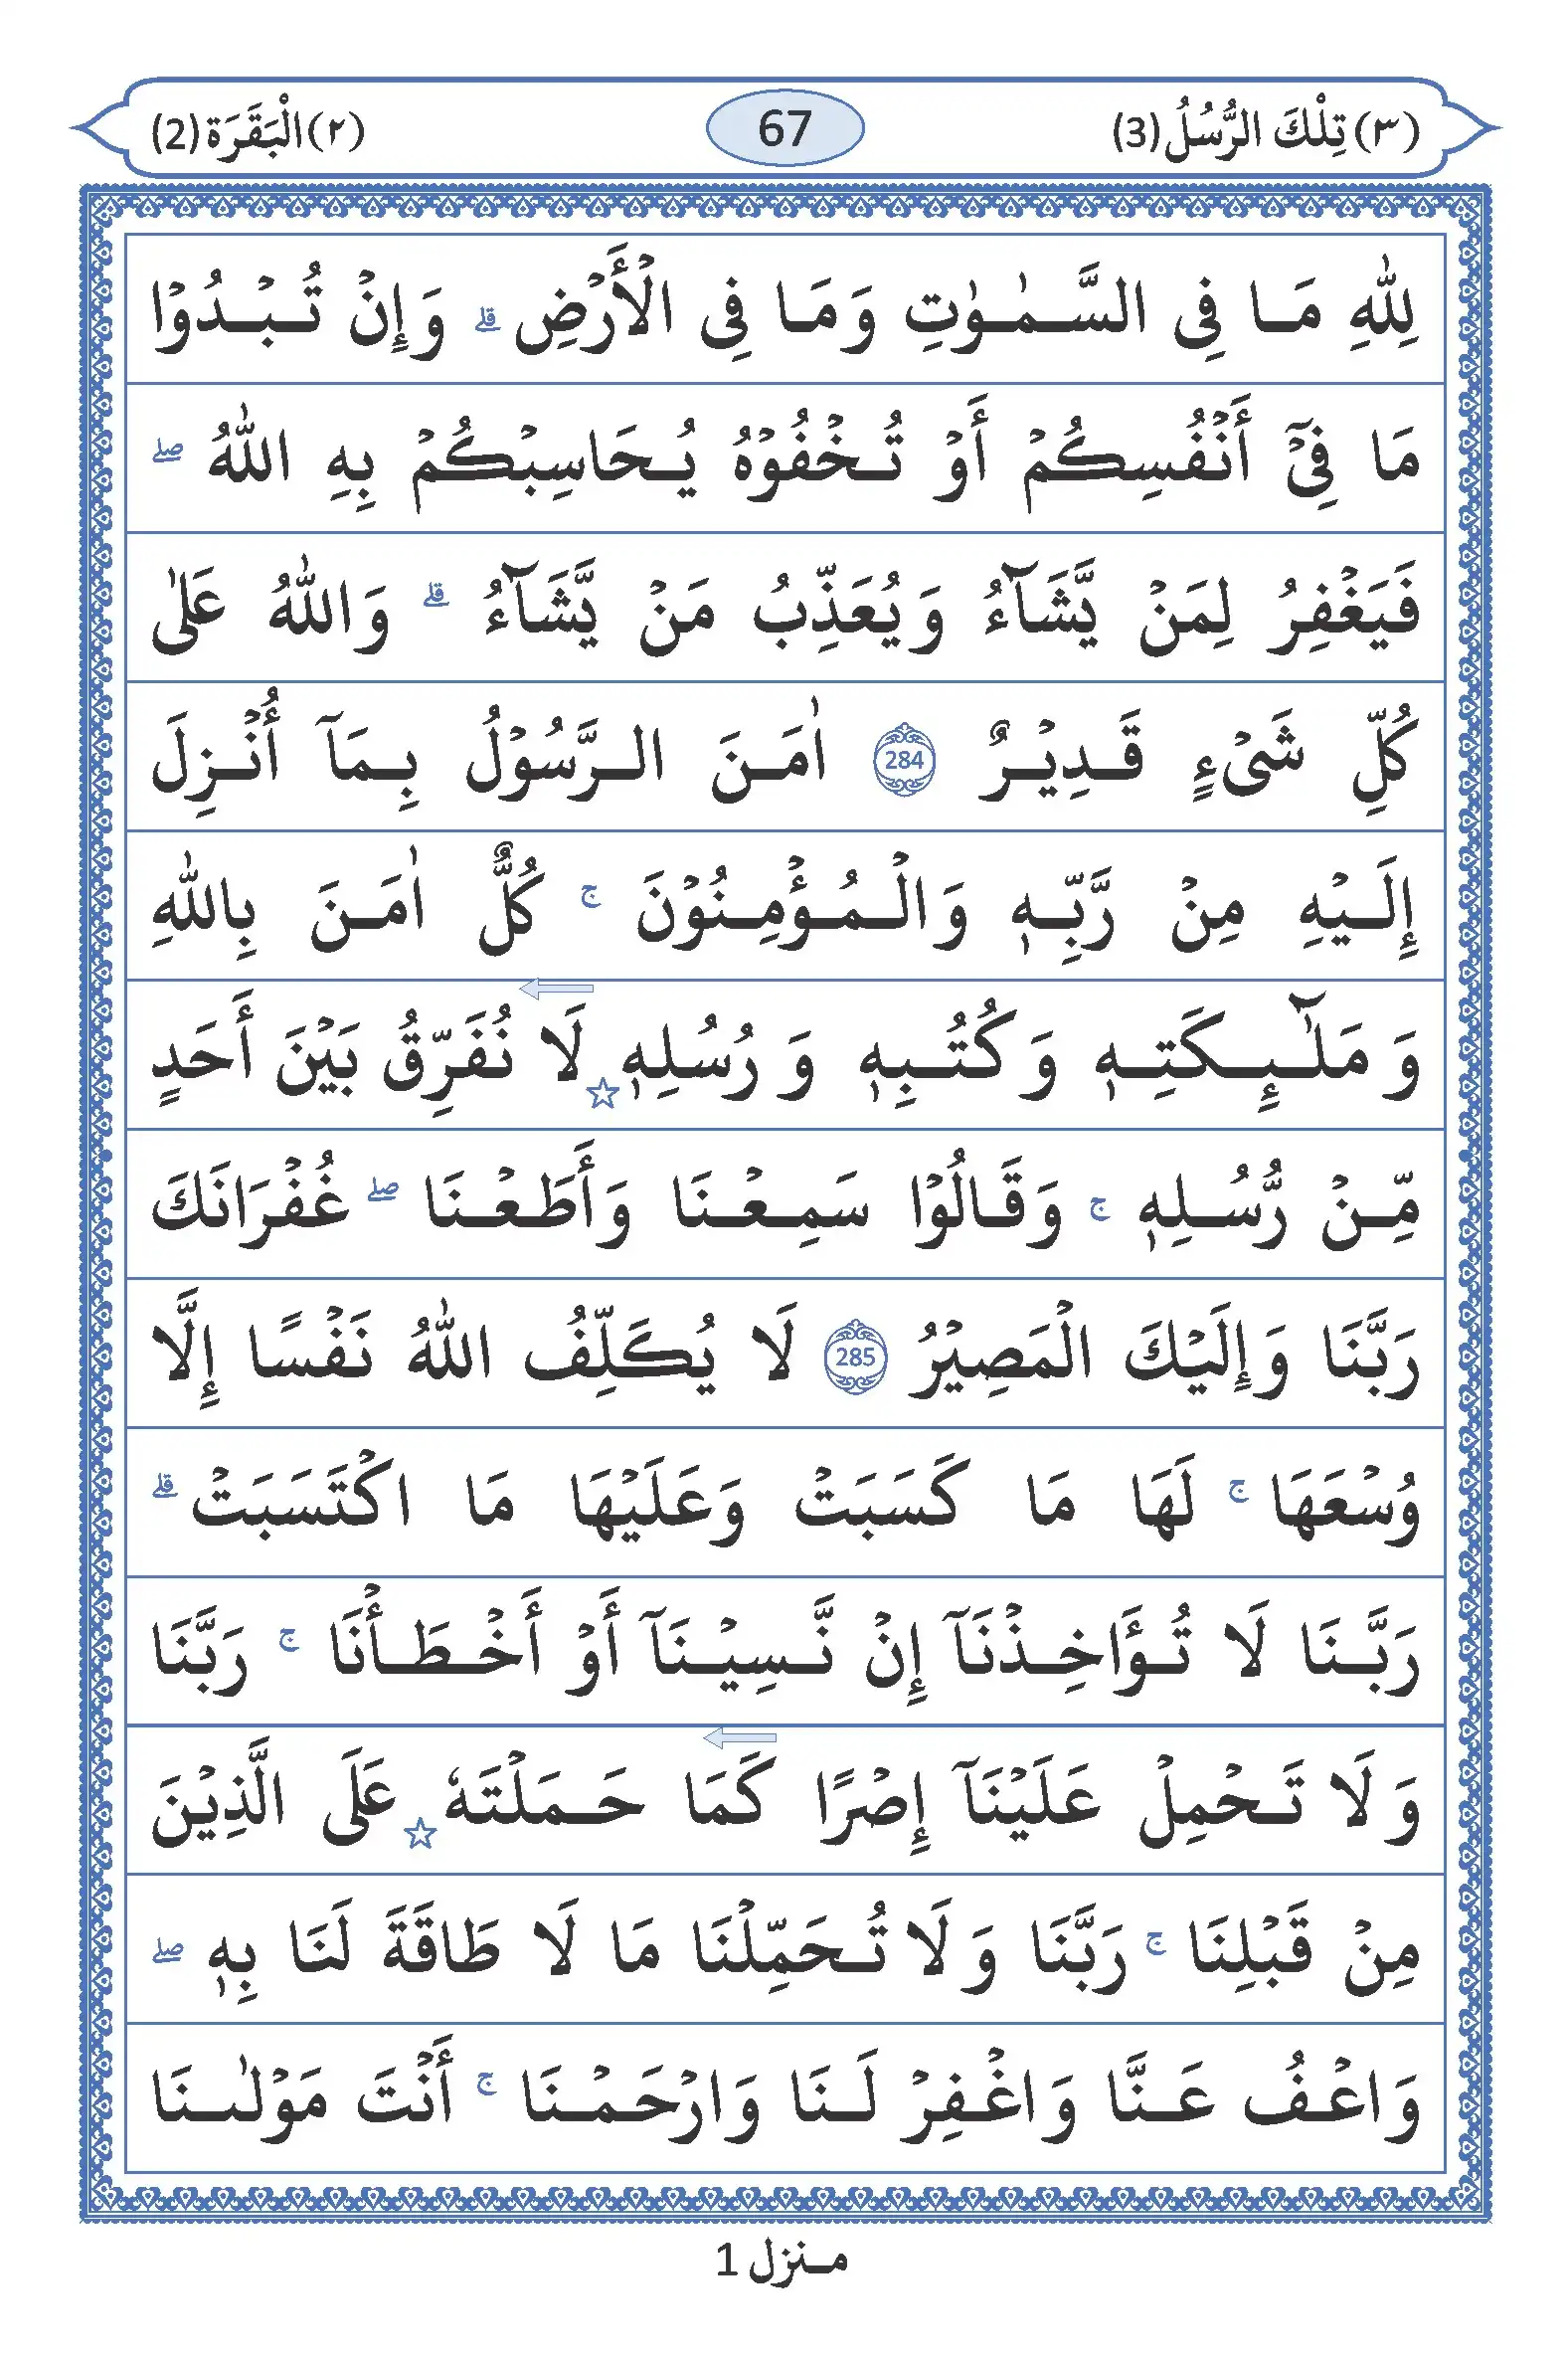 (٣) تِلْكَ الرُّسُلُ (3) 67 (٢) الْبَقَرَة (2)
لِلّٰهِ مَا فِى السَّمٰوٰتِ وَمَا فِى الْأَرْضِ ۗ وَإِنْ تُبْدُوْا
مَا فِىْٓ أَنْفُسِكُمْ أَوْ تُخْفُوْهُ يُحَاسِبْكُمْ بِهِ اللّٰهُ ۖ
فَيَغْفِرُ لِمَنْ يَّشَآءُ وَيُعَذِّبُ مَنْ يَّشَآءُ ۗ وَاللّٰهُ عَلٰى
كُلِّ شَىْءٍ قَدِيْرٌ 284 اٰمَنَ الرَّسُوْلُ بِمَآ أُنْزِلَ
إِلَيْهِ مِنْ رَّبِّهٖ وَالْمُؤْمِنُوْنَ ۚ كُلٌّ اٰمَنَ بِاللّٰهِ
وَمَلٰٓئِكَتِهٖ وَكُتُبِهٖ وَرُسُلِهٖ ☆ لَا نُفَرِّقُ بَيْنَ أَحَدٍ
مِّنْ رُّسُلِهٖ ۚ وَقَالُوْا سَمِعْنَا وَأَطَعْنَا ۖ غُفْرَانَكَ
رَبَّنَا وَإِلَيْكَ الْمَصِيْرُ 285 لَا يُكَلِّفُ اللّٰهُ نَفْسًا إِلَّا
وُسْعَهَا ۚ لَهَا مَا كَسَبَتْ وَعَلَيْهَا مَا اكْتَسَبَتْ ۗ
رَبَّنَا لَا تُؤَاخِذْنَآ إِنْ نَّسِيْنَآ أَوْ أَخْطَأْنَا ۚ رَبَّنَا
وَلَا تَحْمِلْ عَلَيْنَآ إِصْرًا كَمَا حَمَلْتَهٗ ☆ عَلَى الَّذِيْنَ
مِنْ قَبْلِنَا ۚ رَبَّنَا وَلَا تُحَمِّلْنَا مَا لَا طَاقَةَ لَنَا بِهٖ ۖ
وَاعْفُ عَنَّا وَاغْفِرْ لَنَا وَارْحَمْنَا ۚ أَنْتَ مَوْلٰىنَا
منزل 1